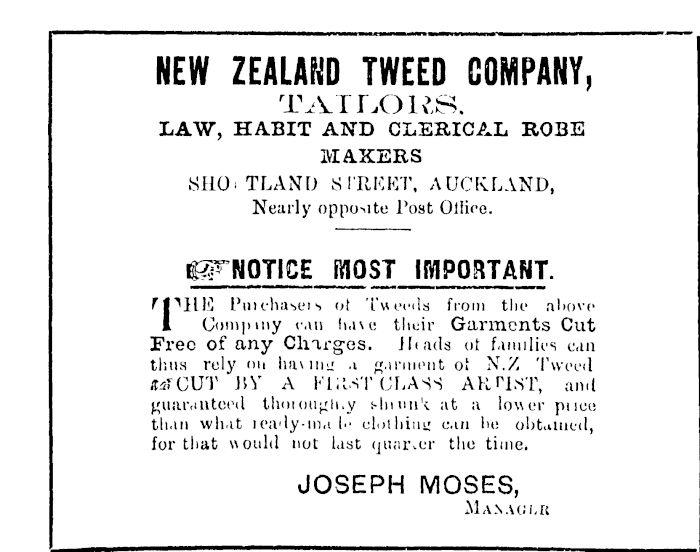 NEW ZEALAND TWEED COMPANY,
TAILORS.
LAW, HABIT AND CLERICAL ROBE
MAKERS
SHORTLAND STREET, AUCKLAND,
Nearly opposite Post Office.
NOTICE MOST IMPORTANT.
THE Purchasers of Tweeds from the above
Company can have their Garments Cut
Free of any Charges. Heads of families can
thus rely on having a garment of N.Z Tweed
CUT BY A FIRST CLASS ARTIST, and
guaranteed thoroughly shrunk at a lower price
than what ready-made clothing can be obtained,
for that would not last quarter the time.
JOSEPH MOSES,
MANAGER